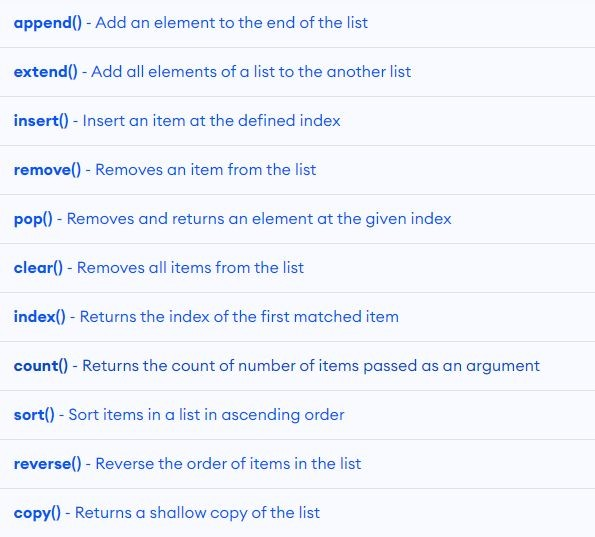 append() - Add an element to the end of the list
extend() - Add all elements of a list to the another list
insert() - Insert an item at the defined index
remove() - Removes an item from the list
pop() - Removes and returns an element at the given index
clear() - Removes all items from the list
index() - Returns the index of the first matched item
count() - Returns the count of number of items passed as an argument
sort() - Sort items in a list in ascending order
reverse() - Reverse the order of items in the list
copy() - Returns a shallow copy of the list